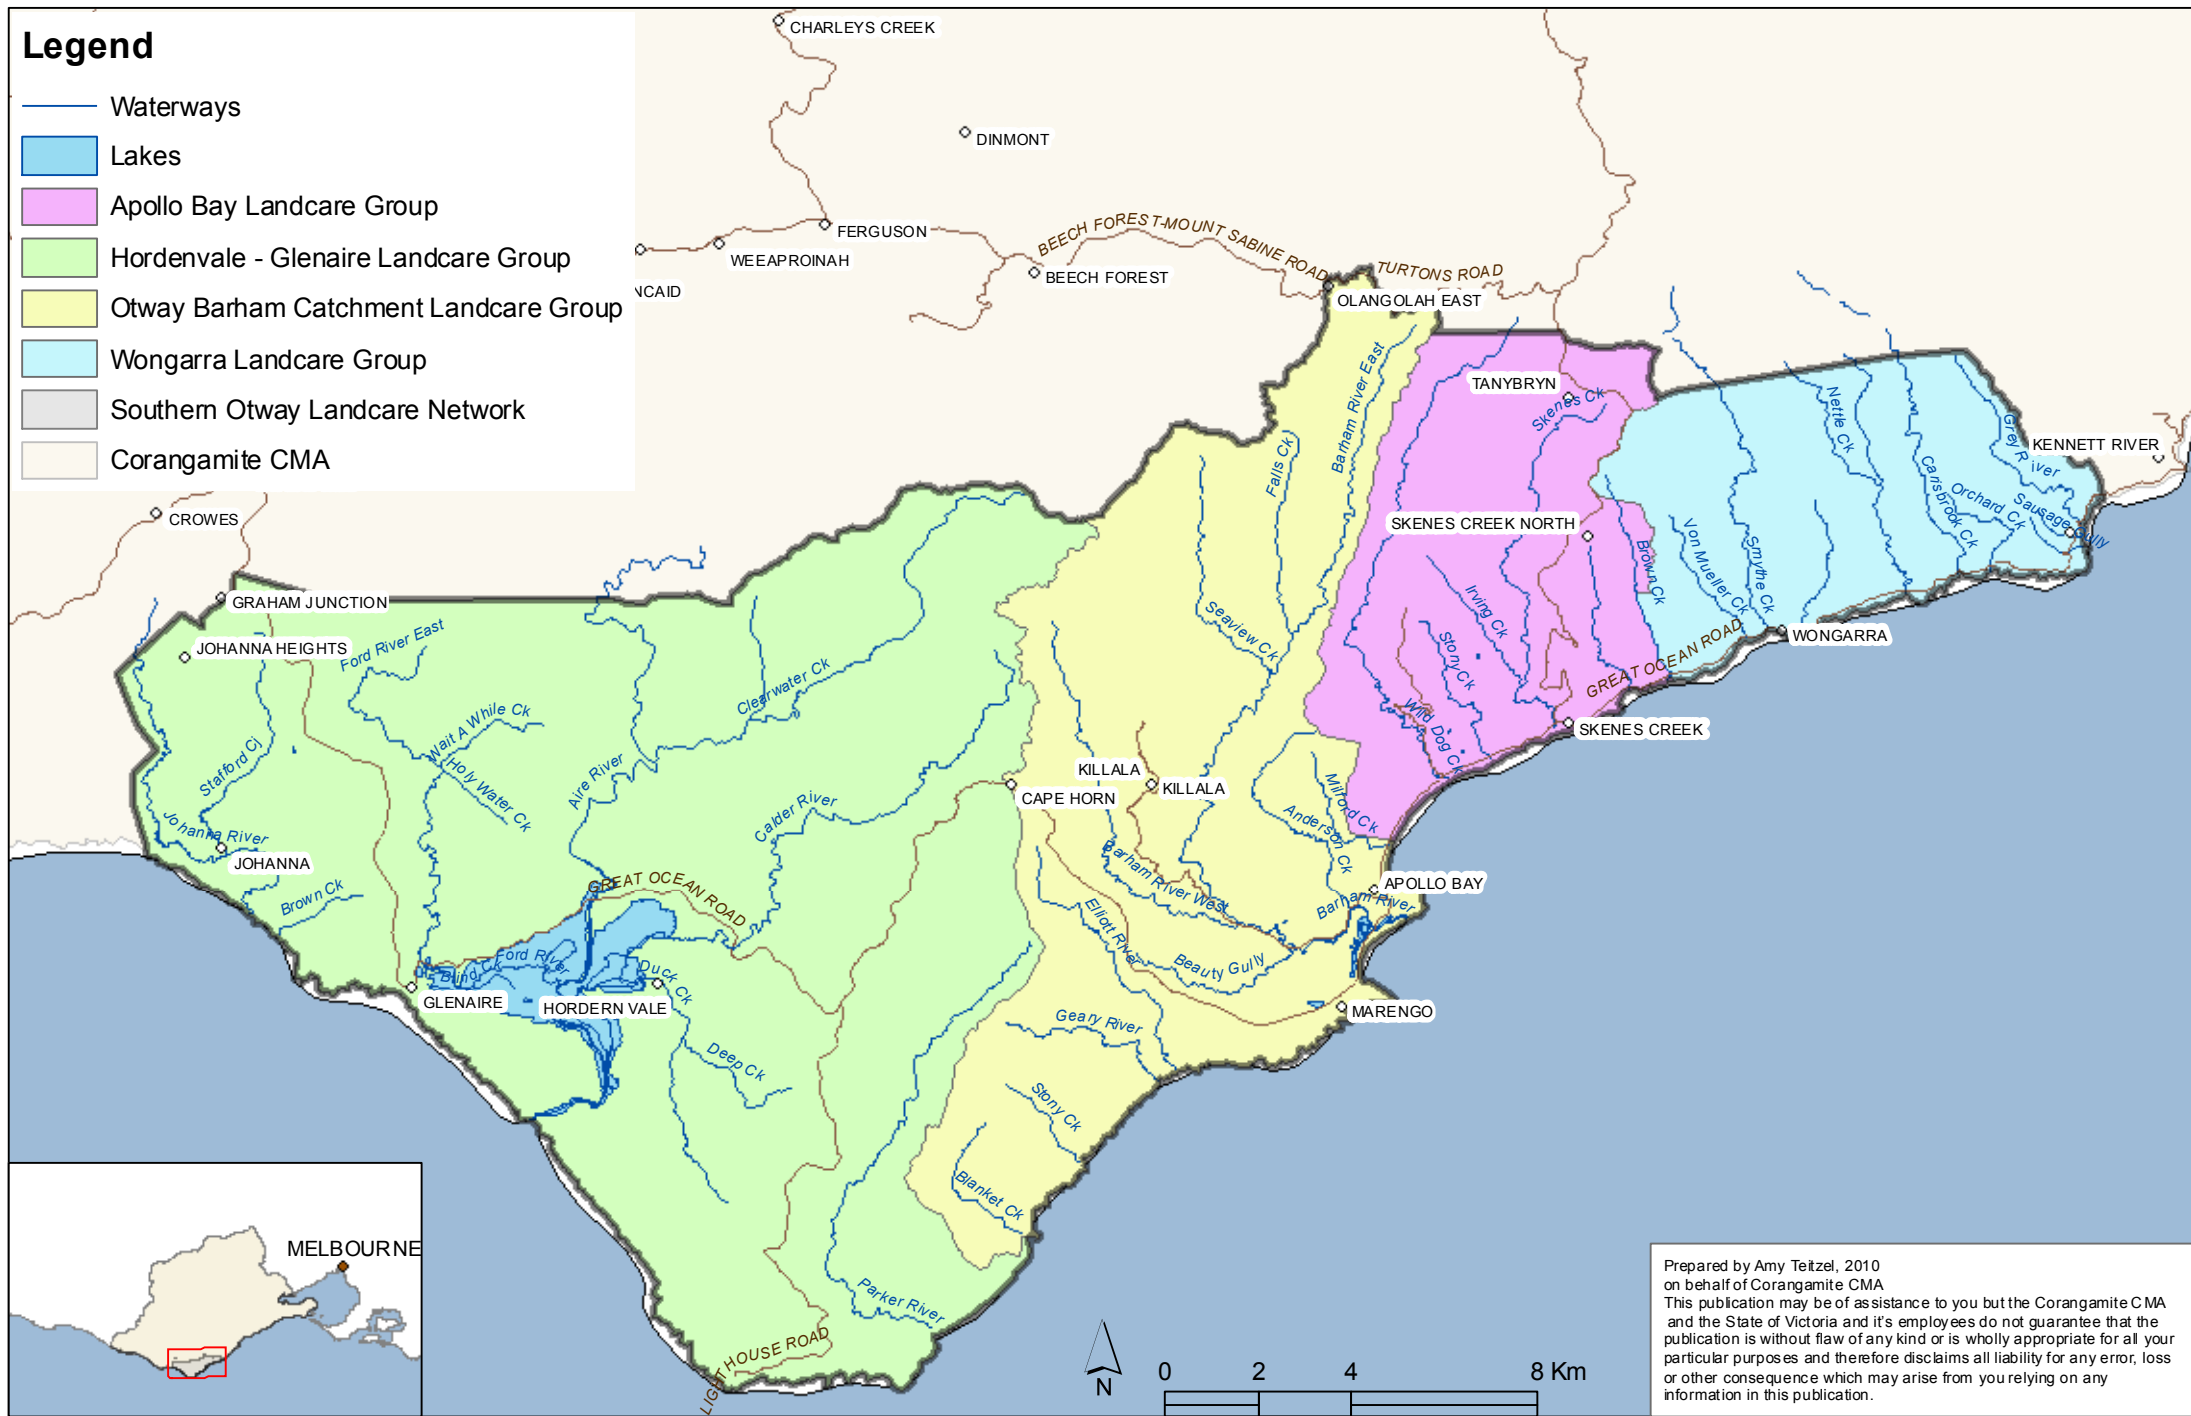 Legend
Waterways
Lakes
Apollo Bay Landcare Group
Hordenvale - Glenaire Landcare Group
Otway Barham Catchment Landcare Group
Wongarra Landcare Group
Southern Otway Landcare Network
Corangamite CMA
CHARLEYS CREEK
DINMONT
FERGUSON
WEEAPROINAH
NCAID
BEECH FOREST
BEECH FOREST-MOUNT SABINE ROAD
TURTONS ROAD
OLANGOLAH EAST
TANYBRYN
Skenes Ck
Barham River East
Falls Ck
Nettle Ck
Grey River
KENNETT RIVER
Carisbrook Ck
Orchard Ck
Sausage Gully
CROWES
SKENES CREEK NORTH
Brown Ck
Von Mueller Ck
Smythe Ck
GRAHAM JUNCTION
JOHANNA HEIGHTS
Ford River East
Seaview Ck
Irving Ck
Stony Ck
WONGARRA
GREAT OCEAN ROAD
Clearwater Ck
Wait A While Ck
Holy Water Ck
Stafford Cj
Aire River
Wild Dog Ck
SKENES CREEK
KILLALA
KILLALA
CAPE HORN
Calder River
Milford Ck
Anderson Ck
Johanna River
JOHANNA
Brown Ck
GREAT OCEAN ROAD
Barham River West
Elliott River
Barham River
APOLLO BAY
Beauty Gully
Blind Ck
Ford River
Duck Ck
GLENAIRE
HORDERN VALE
MARENGO
Geary River
Deep Ck
Stony Ck
Blanket Ck
Parker River
LIGHT HOUSE ROAD
MELBOURNE
N
0 2 4 8 Km
Prepared by Amy Teitzel, 2010
on behalf of Corangamite CMA
This publication may be of assistance to you but the Corangamite CMA
and the State of Victoria and it's employees do not guarantee that the
publication is without flaw of any kind or is wholly appropriate for all your
particular purposes and therefore disclaims all liability for any error, loss
or other consequence which may arise from you relying on any
information in this publication.